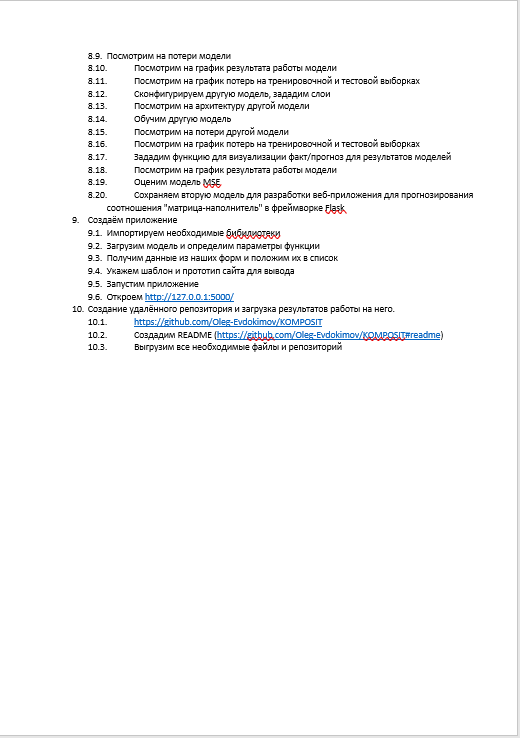 8.9. Посмотрим на потери модели
8.10. Посмотрим на график результата работы модели
8.11. Посмотрим на график потерь на тренировочной и тестовой выборках
8.12. Сконфигурируем другую модель, зададим слои
8.13. Посмотрим на архитектуру другой модели
8.14. Обучим другую модель
8.15. Посмотрим на потери другой модели
8.16. Посмотрим на график потерь на тренировочной и тестовой выборках
8.17. Зададим функцию для визуализации факт/прогноз для результатов моделей
8.18. Посмотрим на график результата работы модели
8.19. Оценим модель MSE
8.20. Сохраняем вторую модель для разработки веб-приложения для прогнозирования
соотношения "матрица-наполнитель" в фреймворке Flask
9. Создаём приложение
9.1. Импортируем необходимые бибилиотеки
9.2. Загрузим модель и определим параметры функции
9.3. Получим данные из наших форм и положим их в список
9.4. Укажем шаблон и прототип сайта для вывода
9.5. Запустим приложение
9.6. Откроем http://127.0.0.1:5000/
10. Создание удалённого репозитория и загрузка результатов работы на него.
10.1. https://github.com/Oleg-Evdokimov/KOMPOSIT
10.2. Создадим README (https://github.com/Oleg-Evdokimov/KOMPOSIT#readme)
10.3. Выгрузим все необходимые файлы и репозиторий